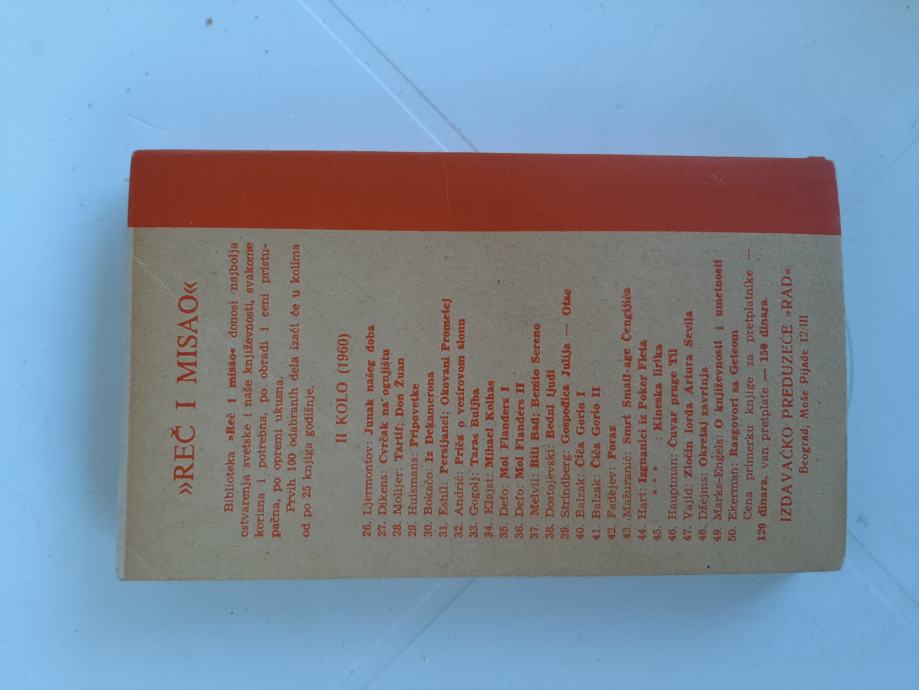 »REČ I MISAO«
Biblioteka »Reč i misao« donosi najbolja
ostvarenja svetske i naše književnosti, svakome
korisna i potrebna, po obradi i ceni pristu-
pačna, po opremi ukusna.
Prvih 100 odabranih dela izaći će u kolima
od po 25 knjiga godišnje.
II KOLO (1960)
26. Ljermontov: Junak našeg doba
27. Dikens: Cvrčak na ognjištu
28. Molijer: Tartif; Don Žuan
29. Huismans: Pripovetke
30. Bokačo: Iz Dekamerona
31. Eshil: Persijanci; Okovani Prometej
32. Andrić: Priča o vezirovom slonu
33. Gogolj: Taras Buljba
34. Klajst: Mihael Kolhas
35. Defo: Mol Flanders I
36. Defo: Mol Flanders II
37. Melvil: Bili Bad; Benito Sereno
38. Dostojevski: Bedni ljudi
39. Strindberg: Gospodica Julija — Otac
40. Balzak: Čiča Gorio I
41. Balzak: Čiča Gorio II
42. Fadejev: Poraz
43. Mažuranić: Smrt Smail-age Čengijića
44. Hart: Izgnanici iz Poker Fleta
45. * * * : Kineska lirika
46. Hauptman: Čuvar pruge Til
47. Vajld: Zločin lorda Artura Sevila
48. Džejms: Okretaj zavrtnja
49. Marks-Engels: O književnosti i umetnosti
50. Ekerman: Razgovori sa Geteom
Cena primerku knjige za pretplatnike —
120 dinara, van pretplate — 150 dinara.
IZDAVAČKO PREDUZEĆE »RAD«
Beograd, Moše Pijade 12/III